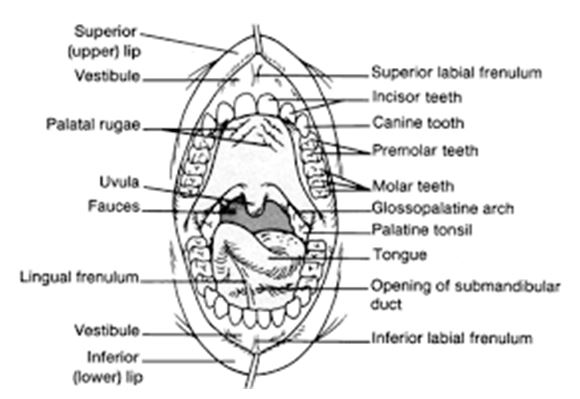 Superior
(upper) lip
Vestibule
Palatal rugae
Uvula
Fauces
Lingual frenulum
Vestibule
Inferior
(lower) lip
Superior labial frenulum
Incisor teeth
Canine tooth
Premolar teeth
Molar teeth
Glossopalatine arch
Palatine tonsil
Tongue
Opening of submandibular
duct
Inferior labial frenulum